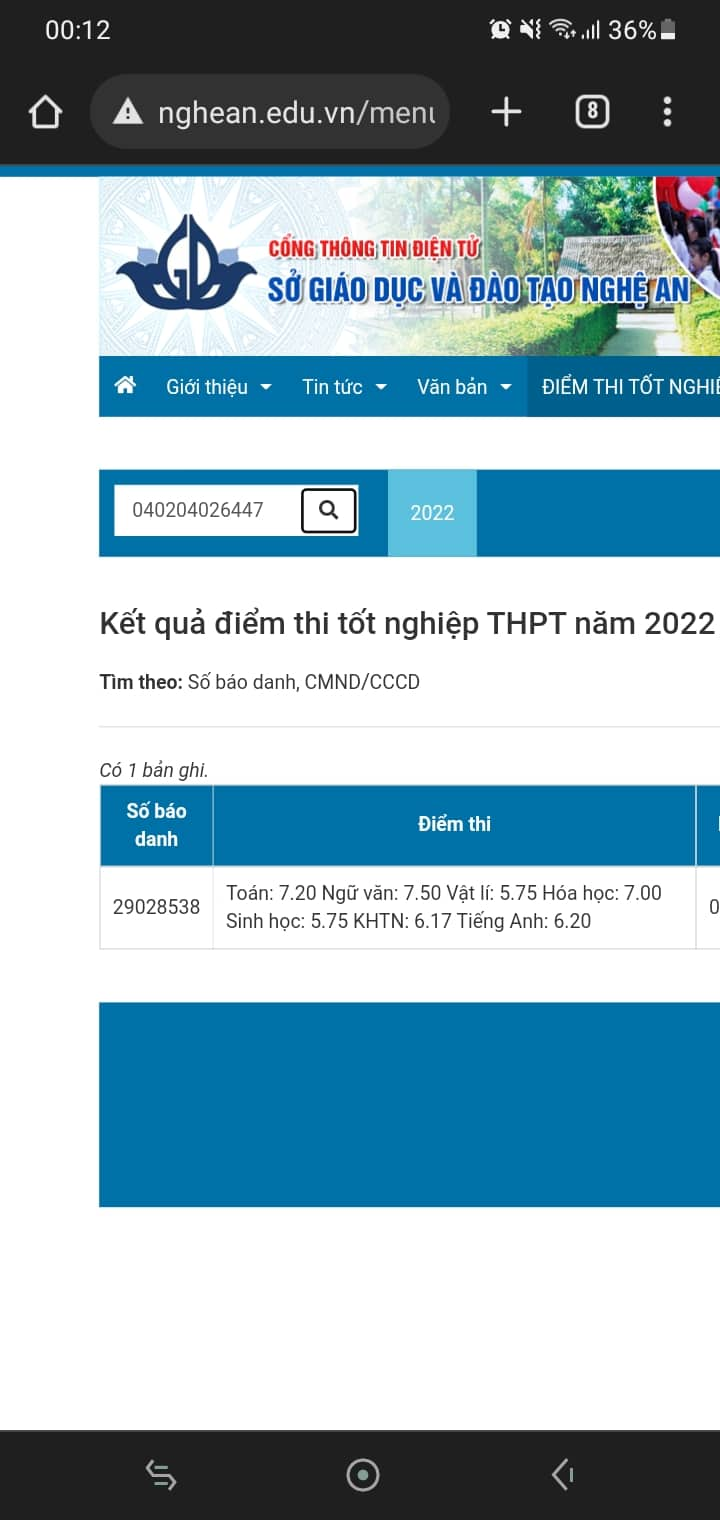 00:12
36%
nghean.edu.vn/menu
8
CỔNG THÔNG TIN ĐIỆN TỬ
SỞ GIÁO DỤC VÀ ĐÀO TẠO NGHỆ AN
Giới thiệu Tin tức Văn bản ĐIỂM THI TỐT NGHIỆ
040204026447
2022
Kết quả điểm thi tốt nghiệp THPT năm 2022
Tìm theo: Số báo danh, CMND/CCCD
Có 1 bản ghi.
Số báo
danh
Điểm thi
29028538
Toán: 7.20 Ngữ văn: 7.50 Vật lí: 5.75 Hóa học: 7.00
Sinh học: 5.75 KHTN: 6.17 Tiếng Anh: 6.20
0